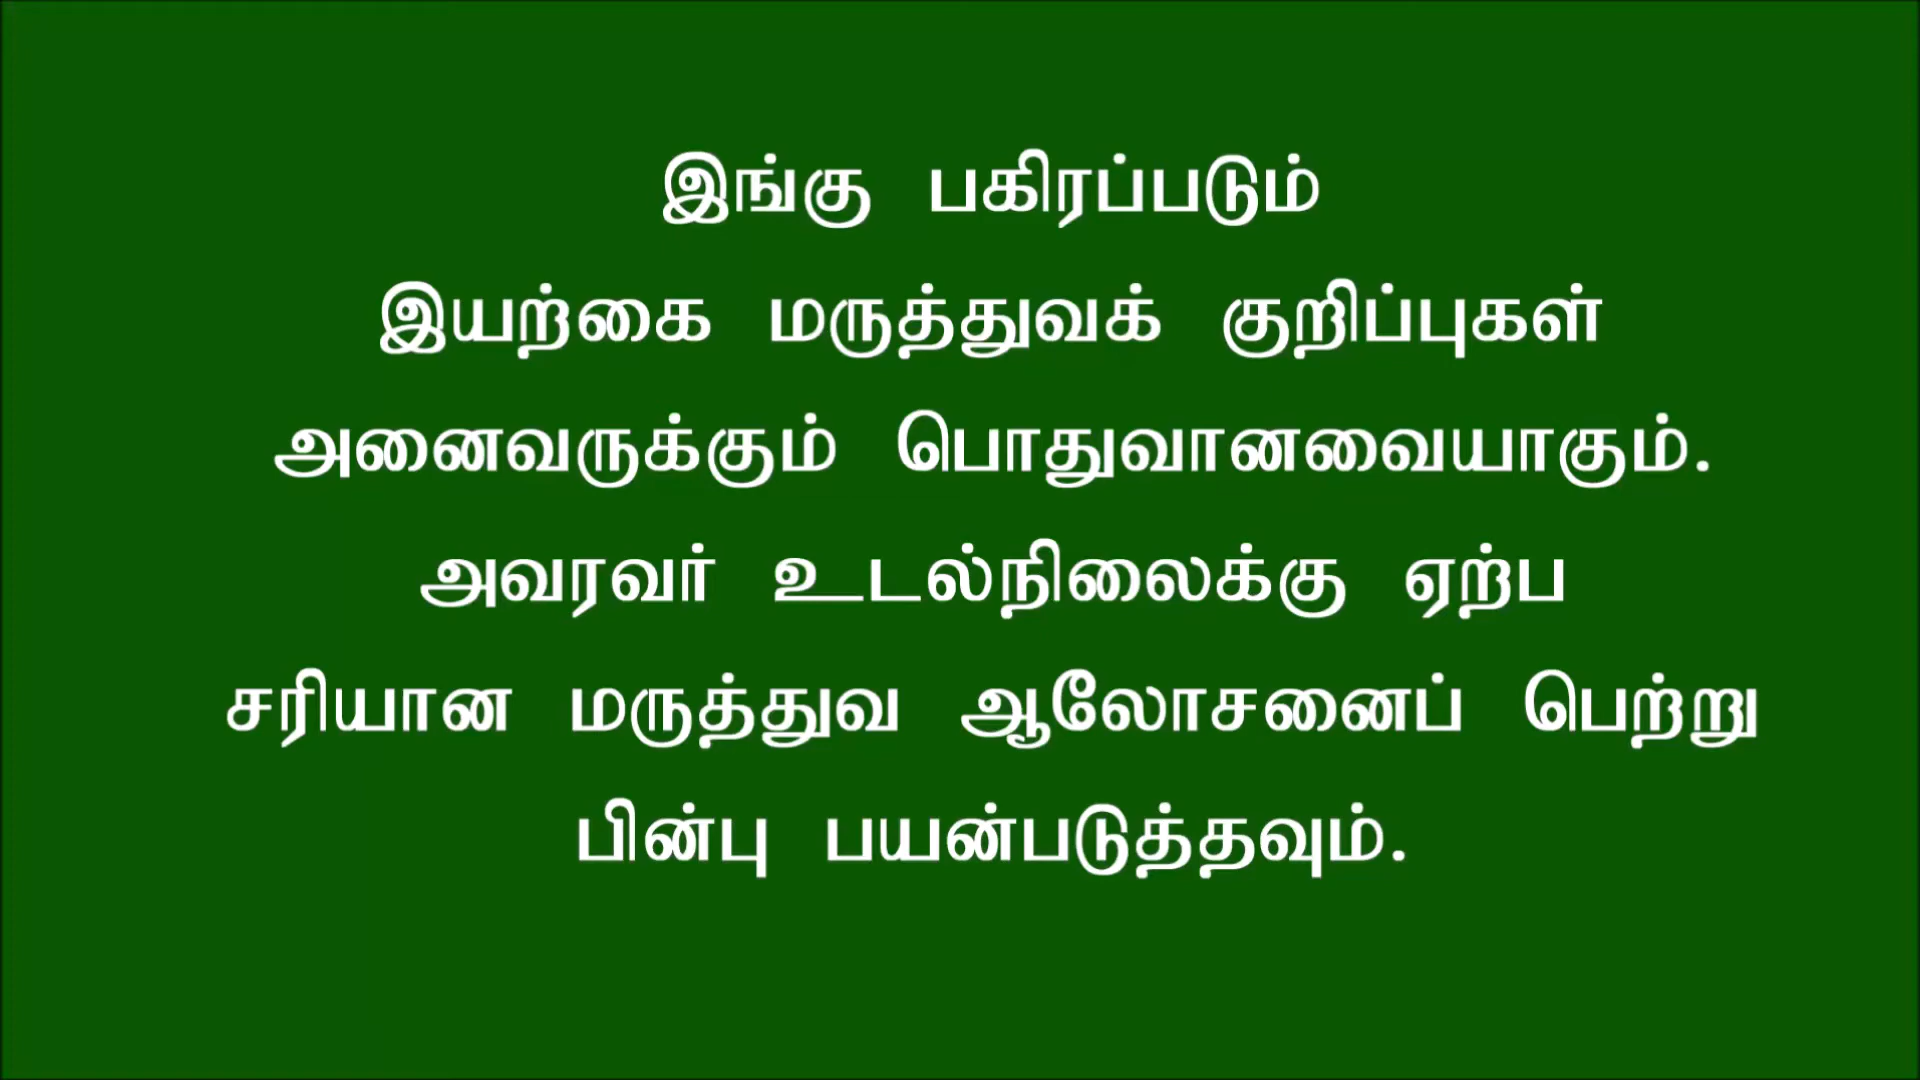 இங்கு பகிரப்படும்
இயற்கை மருத்துவக் குறிப்புகள்
அனைவருக்கும் பொதுவானவையாகும்.
அவரவர் உடல்நிலைக்கு ஏற்ப
சரியான மருத்துவ ஆலோசனைப் பெற்று
பின்பு பயன்படுத்தவும்.